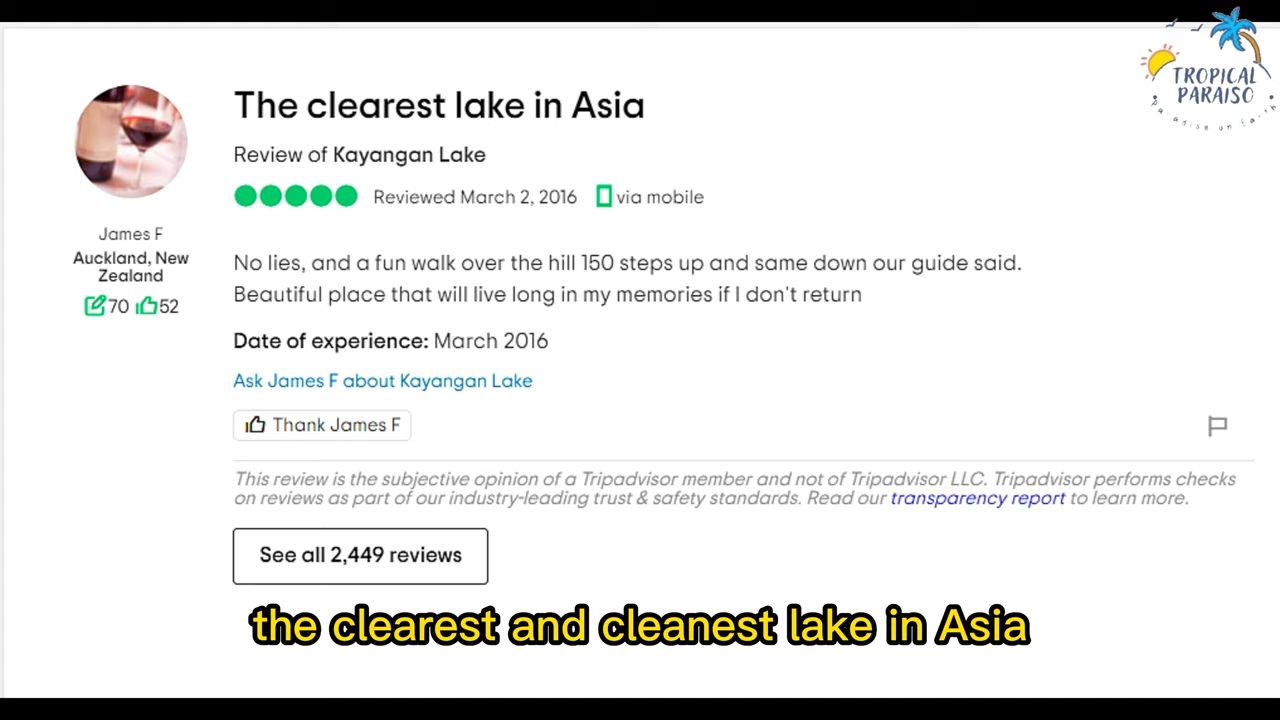 TROPICAL
PARAISO
Paradise on Earth
The clearest lake in Asia
Review of Kayangan Lake
Reviewed March 2, 2016 via mobile
James F
Auckland, New
Zealand
70 52
No lies, and a fun walk over the hill 150 steps up and same down our guide said.
Beautiful place that will live long in my memories if I don't return
Date of experience: March 2016
Ask James F about Kayangan Lake
Thank James F
This review is the subjective opinion of a Tripadvisor member and not of Tripadvisor LLC. Tripadvisor performs checks
on reviews as part of our industry-leading trust & safety standards. Read our transparency report to learn more.
See all 2,449 reviews
the clearest and cleanest lake in Asia